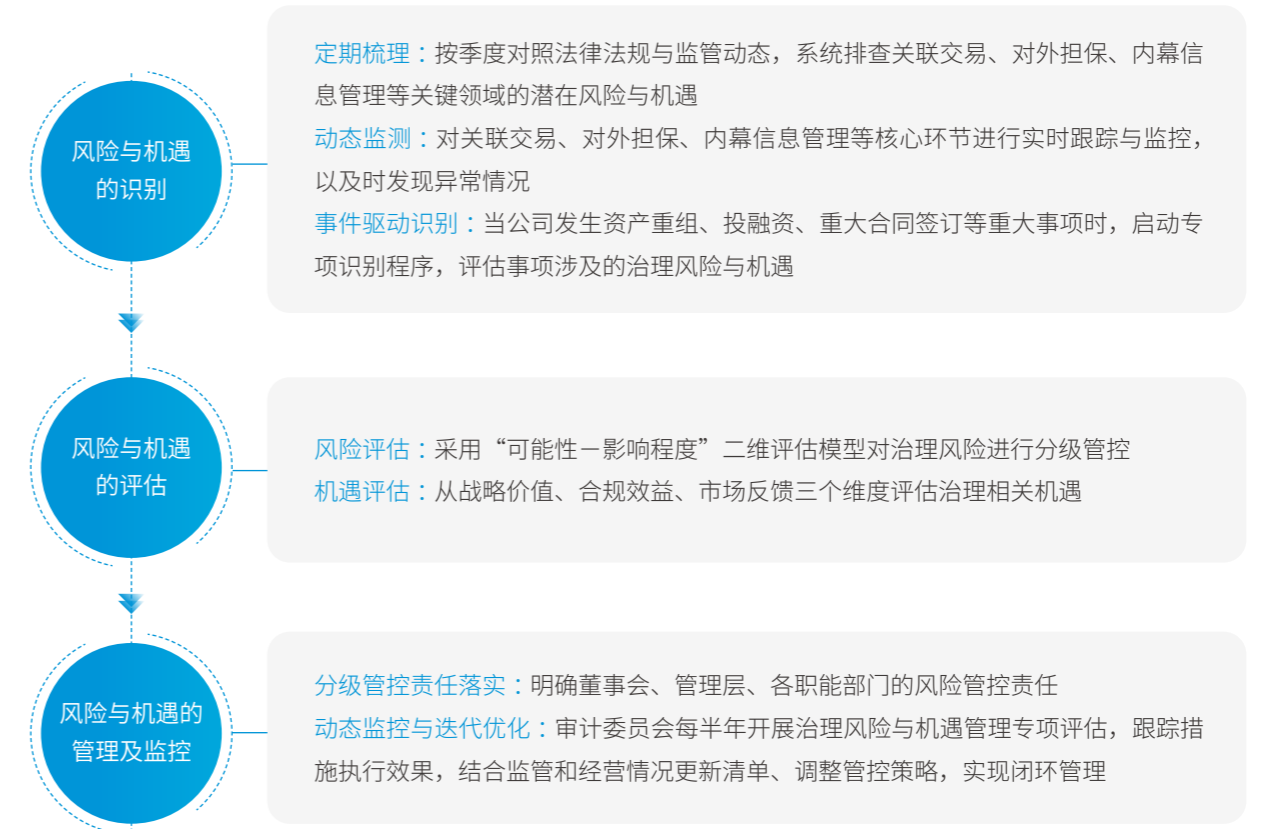 风险与机遇
的识别
定期梳理：按季度对照法律法规与监管动态，系统排查关联交易、对外担保、内幕信
息管理等关键领域的潜在风险与机遇
动态监测：对关联交易、对外担保、内幕信息管理等核心环节进行实时跟踪与监控，
以及时发现异常情况
事件驱动识别：当公司发生资产重组、投融资、重大合同签订等重大事项时，启动专
项识别程序，评估事项涉及的治理风险与机遇
风险与机遇
的评估
风险评估：采用“可能性－影响程度”二维评估模型对治理风险进行分级管控
机遇评估：从战略价值、合规效益、市场反馈三个维度评估治理相关机遇
风险与机遇的
管理及监控
分级管控责任落实：明确董事会、管理层、各职能部门的风险管控责任
动态监控与迭代优化：审计委员会每半年开展治理风险与机遇管理专项评估，跟踪措
施执行效果，结合监管和经营情况更新清单、调整管控策略，实现闭环管理